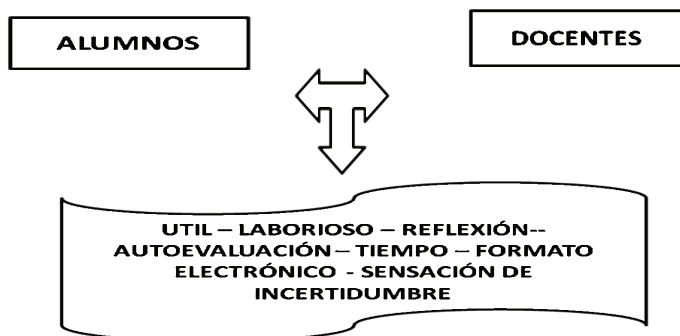 ALUMNOS
DOCENTES
UTIL – LABORIOSO – REFLEXIÓN--
AUTOEVALUACIÓN – TIEMPO – FORMATO
ELECTRÓNICO - SENSACIÓN DE
INCERTIDUMBRE